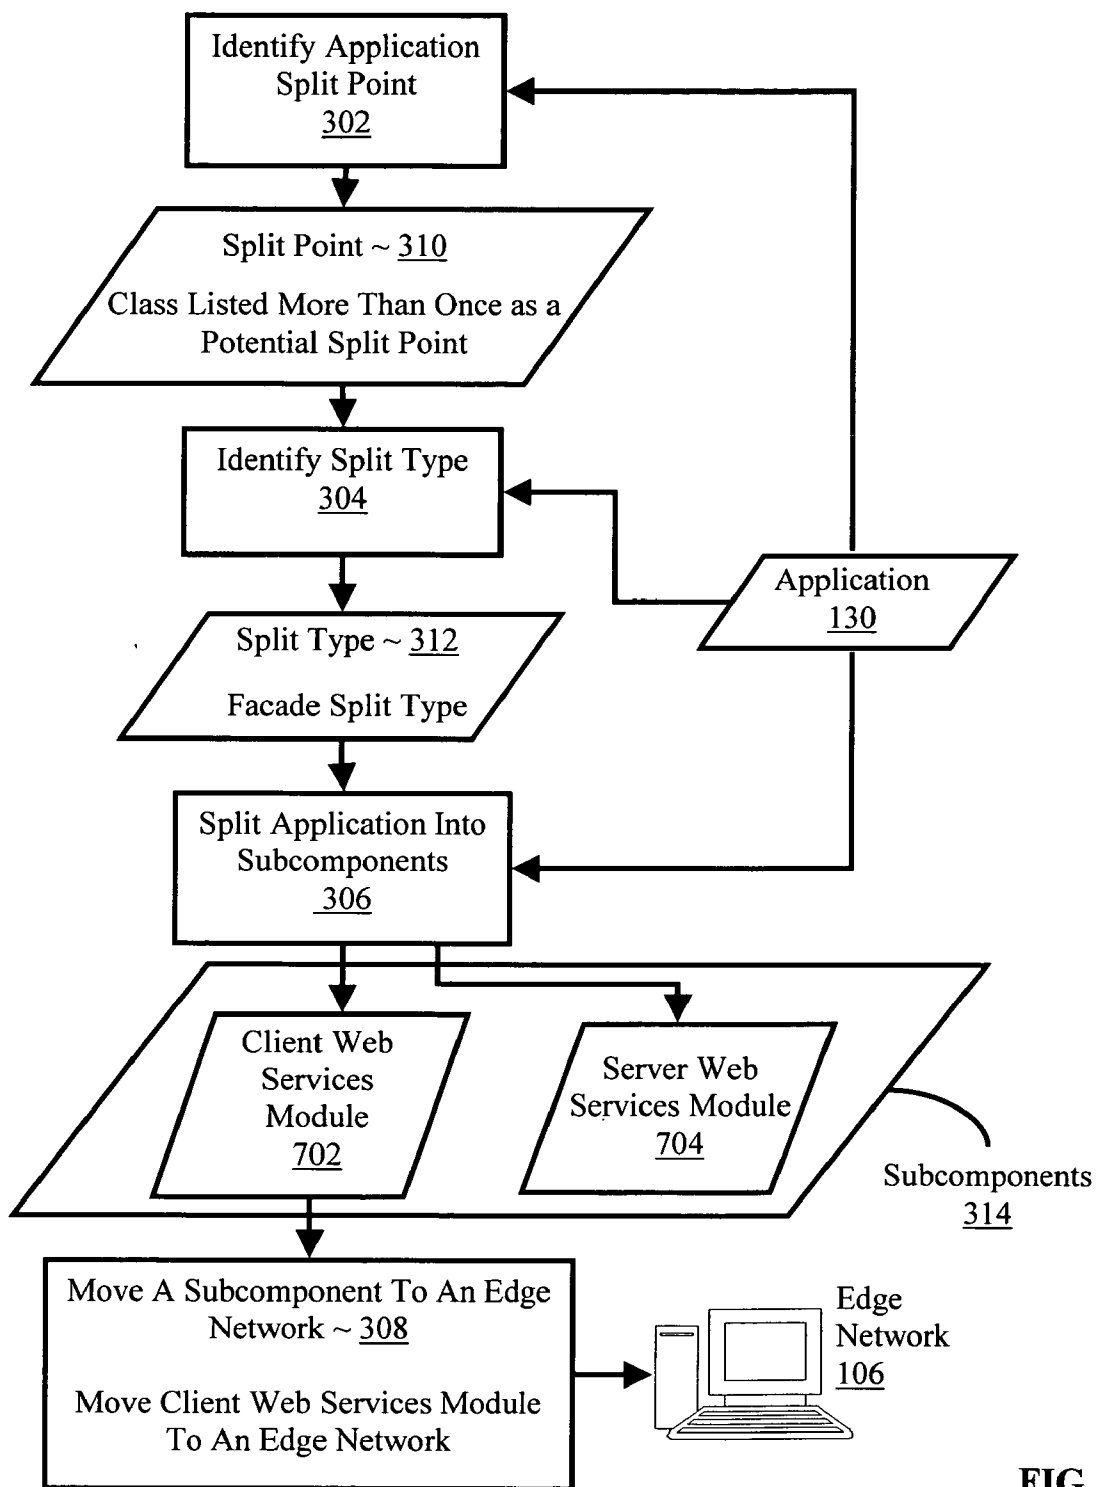 Identify Application
Split Point
302
Split Point ~ 310
Class Listed More Than Once as a
Potential Split Point
Identify Split Type
304
Application
130
Split Type ~ 312
Facade Split Type
Split Application Into
Subcomponents
306
Client Web
Services
Module
702
Server Web
Services Module
704
Subcomponents
314
Move A Subcomponent To An Edge
Network ~ 308
Move Client Web Services Module
To An Edge Network
Edge
Network
106